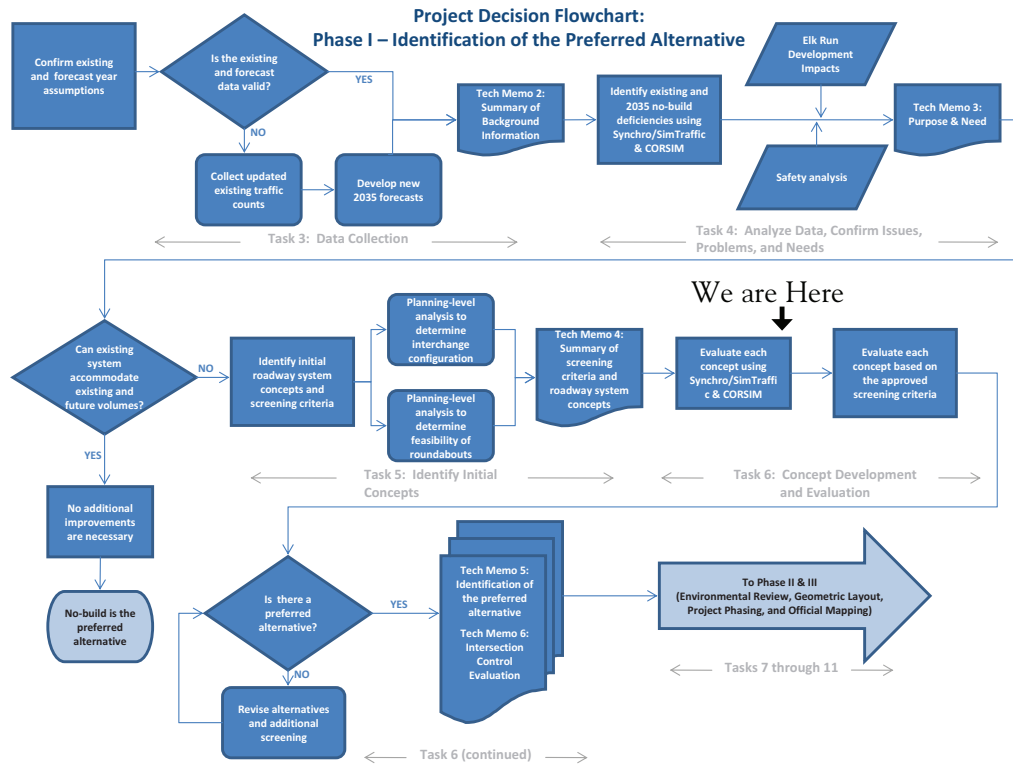 Project Decision Flowchart:
Phase I – Identification of the Preferred Alternative
Confirm existing
and forecast year
assumptions
Is the existing
and forecast
data valid?
YES
NO
Collect updated
existing traffic
counts
Develop new
2035 forecasts
Tech Memo 2:
Summary of
Background
Information
Identify existing and
2035 no-build
deficiencies using
Synchro/SimTraffic
& CORSIM
Elk Run
Development
Impacts
Safety analysis
Tech Memo 3:
Purpose & Need
Task 3: Data Collection
Task 4: Analyze Data, Confirm Issues,
Problems, and Needs
We are Here
Can existing
system
accommodate
existing and
future volumes?
NO
YES
Identify initial
roadway system
concepts and
screening criteria
Planning-level
analysis to
determine
interchange
configuration
Planning-level
analysis to
determine
feasibility of
roundabouts
Tech Memo 4:
Summary of
screening
criteria and
roadway system
concepts
Evaluate each
concept using
Synchro/SimTraffi
c & CORSIM
Evaluate each
concept based on
the approved
screening criteria
Task 5: Identify Initial
Concepts
Task 6: Concept Development
and Evaluation
No additional
improvements
are necessary
No-build is the
preferred
alternative
Is there a
preferred
alternative?
YES
NO
Revise alternatives
and additional
screening
Tech Memo 5:
Identification of
the preferred
alternative
Tech Memo 6:
Intersection
Control
Evaluation
To Phase II & III
(Environmental Review, Geometric Layout,
Project Phasing, and Official Mapping)
Tasks 7 through 11
Task 6 (continued)